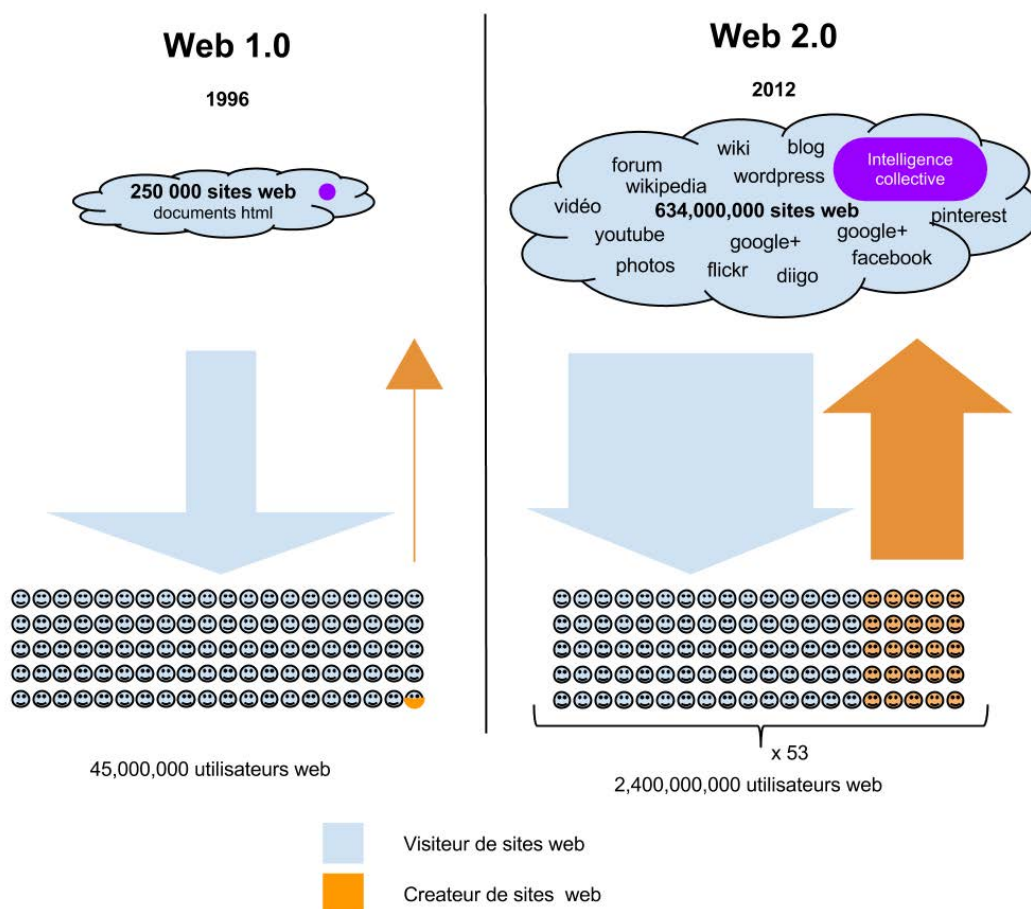 Web 1.0
1996
250 000 sites web
documents html
45,000,000 utilisateurs web
Web 2.0
2012
wiki
blog
Intelligence
collective
forum
wikipedia
wordpress
vidéo
634,000,000 sites web
pinterest
youtube
google+
google+
photos
flickr
diigo
facebook
x 53
2,400,000,000 utilisateurs web
Visiteur de sites web
Createur de sites web